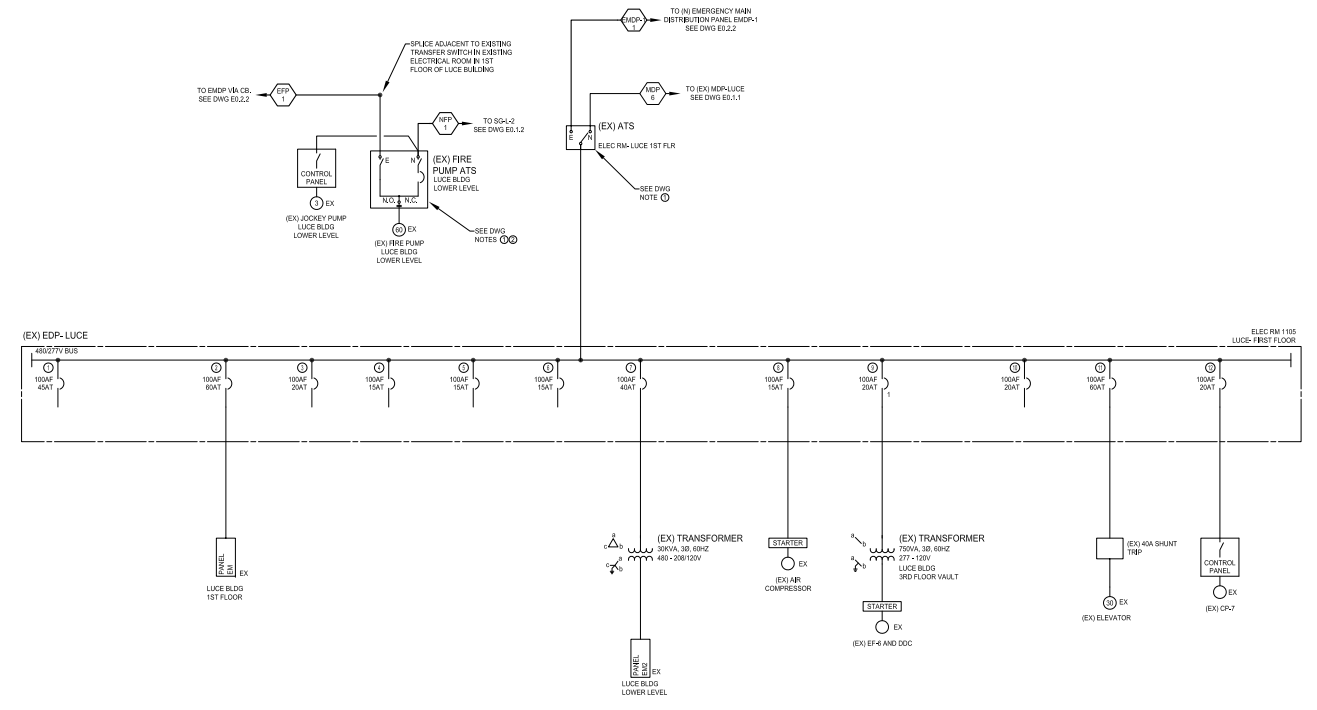 EMDP-
1
TO (N) EMERGENCY MAIN
DISTRIBUTION PANEL EMDP-1
SEE DWG E0.2.2
SPLICE ADJACENT TO EXISTING
TRANSFER SWITCH IN EXISTING
ELECTRICAL ROOM IN 1ST
FLOOR OF LUCE BUILDING
TO EMDP VIA CB.
SEE DWG E0.2.2
EFP
1
MDP
6
TO (EX) MDP-LUCE
SEE DWG E0.1.1
NFP
1
TO SG-L-2
SEE DWG E0.1.2
(EX) ATS
E
N
ELEC RM- LUCE 1ST FLR
SEE DWG
NOTE 1
CONTROL
PANEL
3 EX
(EX) JOCKEY PUMP
LUCE BLDG
LOWER LEVEL
E
N
(EX) FIRE
PUMP ATS
LUCE BLDG
LOWER LEVEL
N.O.
N.C.
60 EX
(EX) FIRE PUMP
LUCE BLDG
LOWER LEVEL
SEE DWG
NOTES 1 2
(EX) EDP- LUCE
ELEC RM 1105
LUCE- FIRST FLOOR
480/277V BUS
1
100AF
45AT
2
100AF
60AT
3
100AF
20AT
4
100AF
15AT
5
100AF
15AT
6
100AF
15AT
7
100AF
40AT
8
100AF
15AT
9
100AF
20AT
1
10
100AF
20AT
11
100AF
60AT
12
100AF
20AT
PANEL
EM
EX
LUCE BLDG
1ST FLOOR
a
c b
a
c b
(EX) TRANSFORMER
30KVA, 3Ø, 60HZ
480 - 208/120V
PANEL
EM2
EX
LUCE BLDG
LOWER LEVEL
STARTER
EX
(EX) AIR
COMPRESSOR
a
b
a
b
(EX) TRANSFORMER
750VA, 3Ø, 60HZ
277 - 120V
LUCE BLDG
3RD FLOOR VAULT
STARTER
EX
(EX) EF-6 AND DDC
(EX) 40A SHUNT
TRIP
30 EX
(EX) ELEVATOR
CONTROL
PANEL
EX
(EX) CP-7